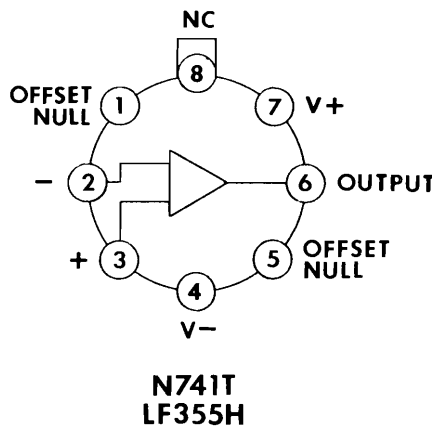 NC
8
OFFSET
NULL
1
7
V+
-
2
6
OUTPUT
+
3
5
OFFSET
NULL
4
V-
N741T
LF355H